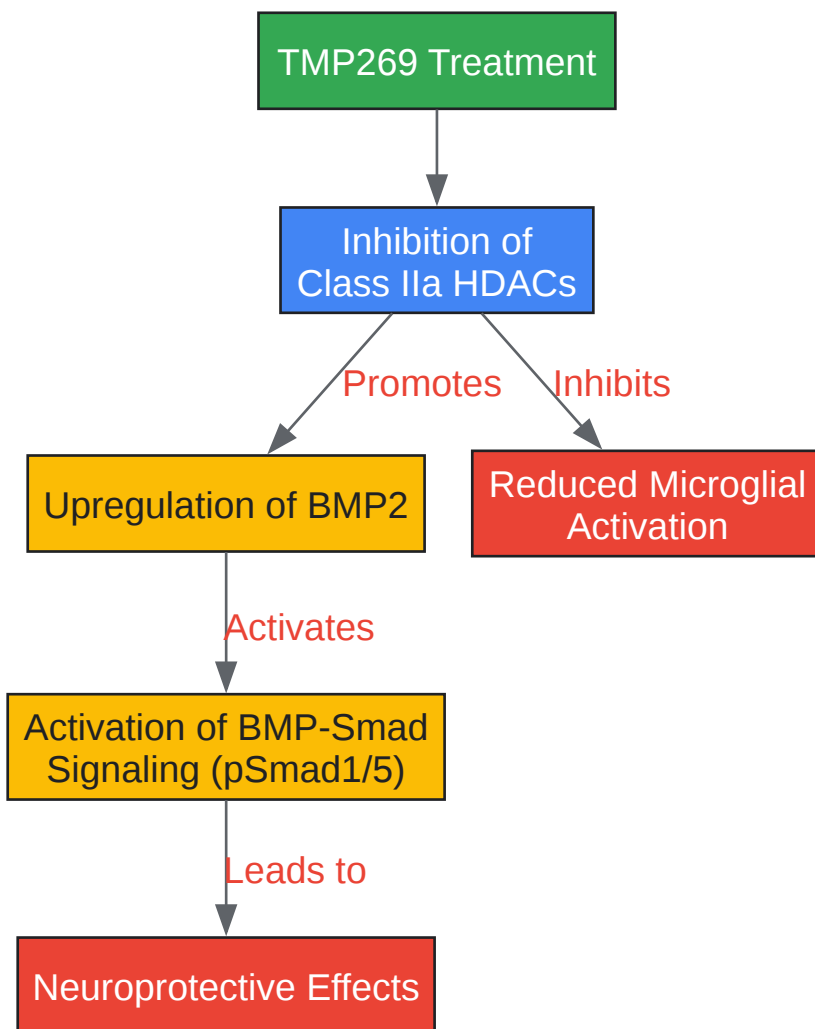 TMP269 Treatment
Inhibition of
Class IIa HDACs
Promotes
Inhibits
Upregulation of BMP2
Reduced Microglial
Activation
Activates
Activation of BMP-Smad
Signaling (pSmad1/5)
Leads to
Neuroprotective Effects